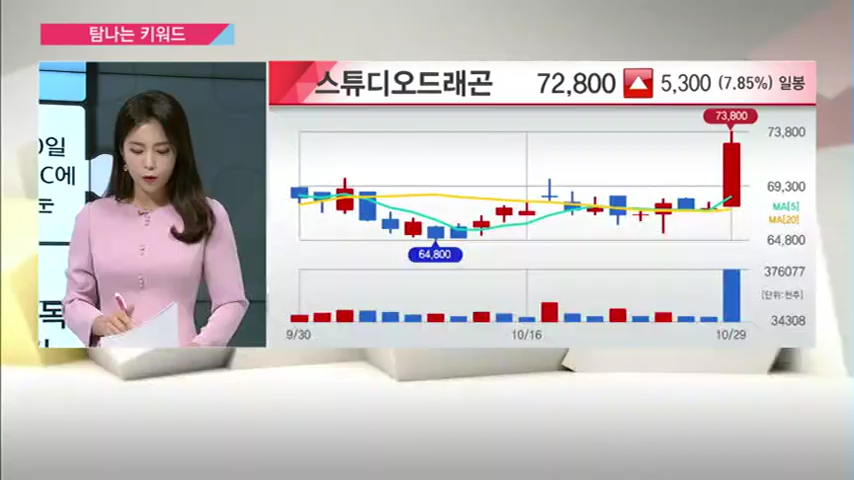 탐나는 키워드
스튜디오드래곤 72,800 5,300 (7.85%) 일봉
0일
C에
독
73,800
73,800
69,300
MA[5]
MA[20]
64,800
64,800
376077
[단위:천주]
34308
9/30 10/16 10/29